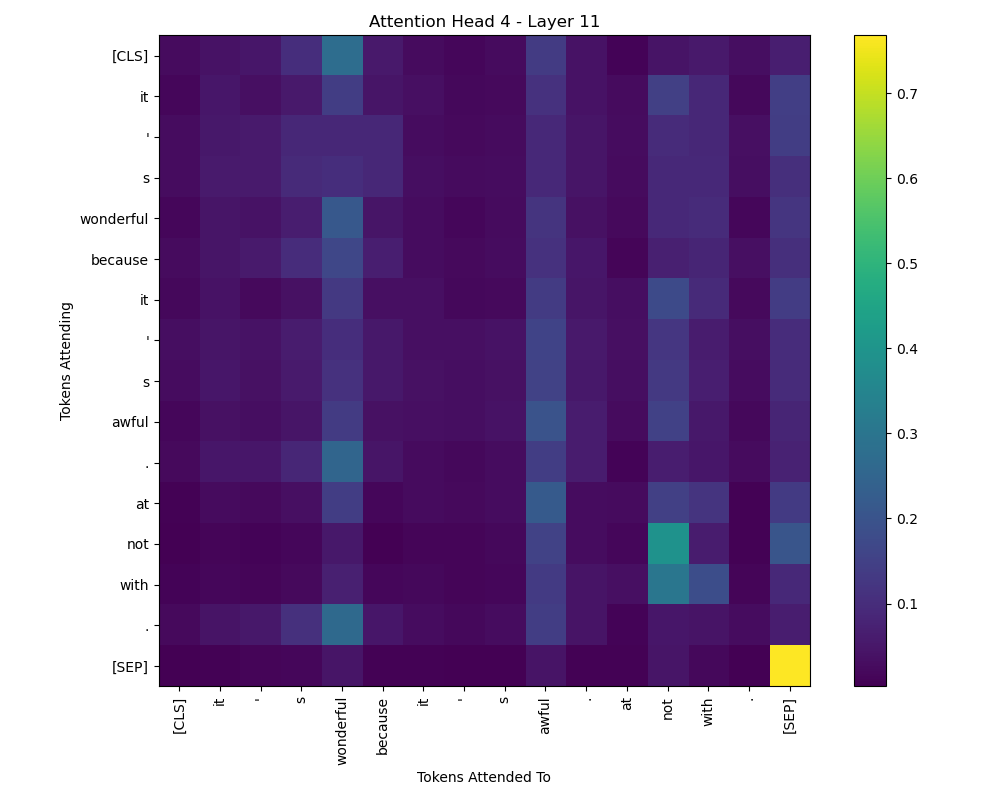 Attention Head 4 - Layer 11
[CLS]
it
'
s
wonderful
because
it
'
s
awful
.
at
not
with
.
[SEP]
Tokens Attending
[CLS]
it
'
s
wonderful
because
it
'
s
awful
.
at
not
with
.
[SEP]
Tokens Attended To
0.7
0.6
0.5
0.4
0.3
0.2
0.1